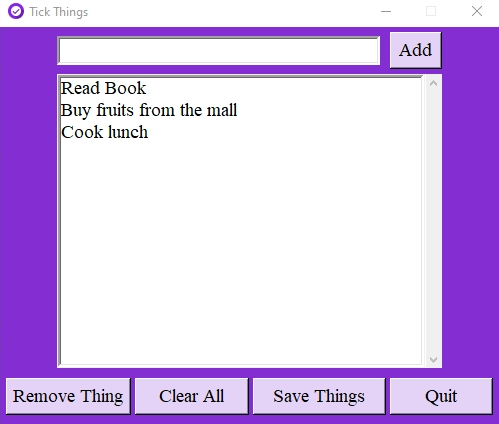 Tick Things
Add
Read Book
Buy fruits from the mall
Cook lunch
Remove Thing Clear All Save Things Quit